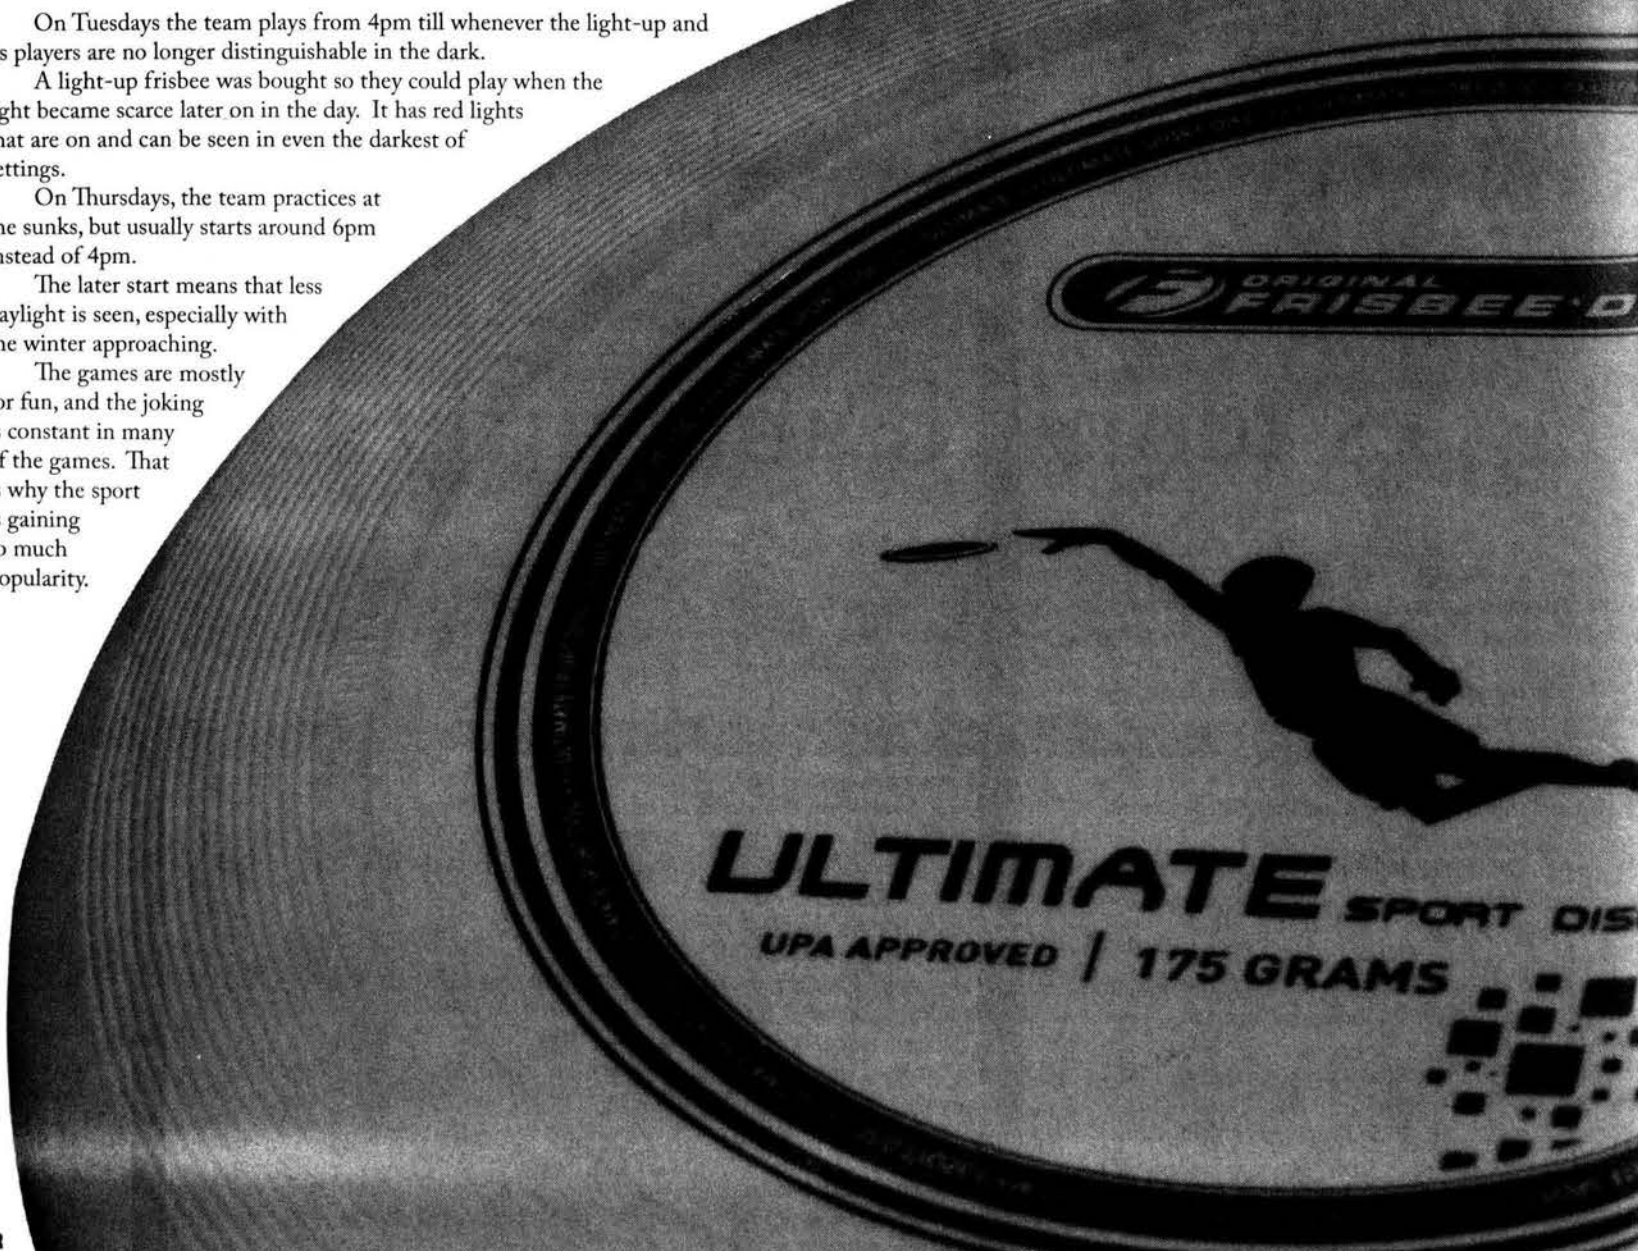 On Tuesdays the team plays from 4pm till whenever the light-up and
s players are no longer distinguishable in the dark.
A light-up frisbee was bought so they could play when the
ght became scarce later on in the day. It has red lights
hat are on and can be seen in even the darkest of
ettings.
On Thursdays, the team practices at
he sunks, but usually starts around 6pm
nstead of 4pm.
The later start means that less
aylight is seen, especially with
he winter approaching.
The games are mostly
or fun, and the joking
s constant in many
f the games. That
s why the sport
s gaining
o much
opularity.
ORIGINAL
FRISBEE D
ULTIMATE SPORT DIS
UPA APPROVED | 175 GRAMS